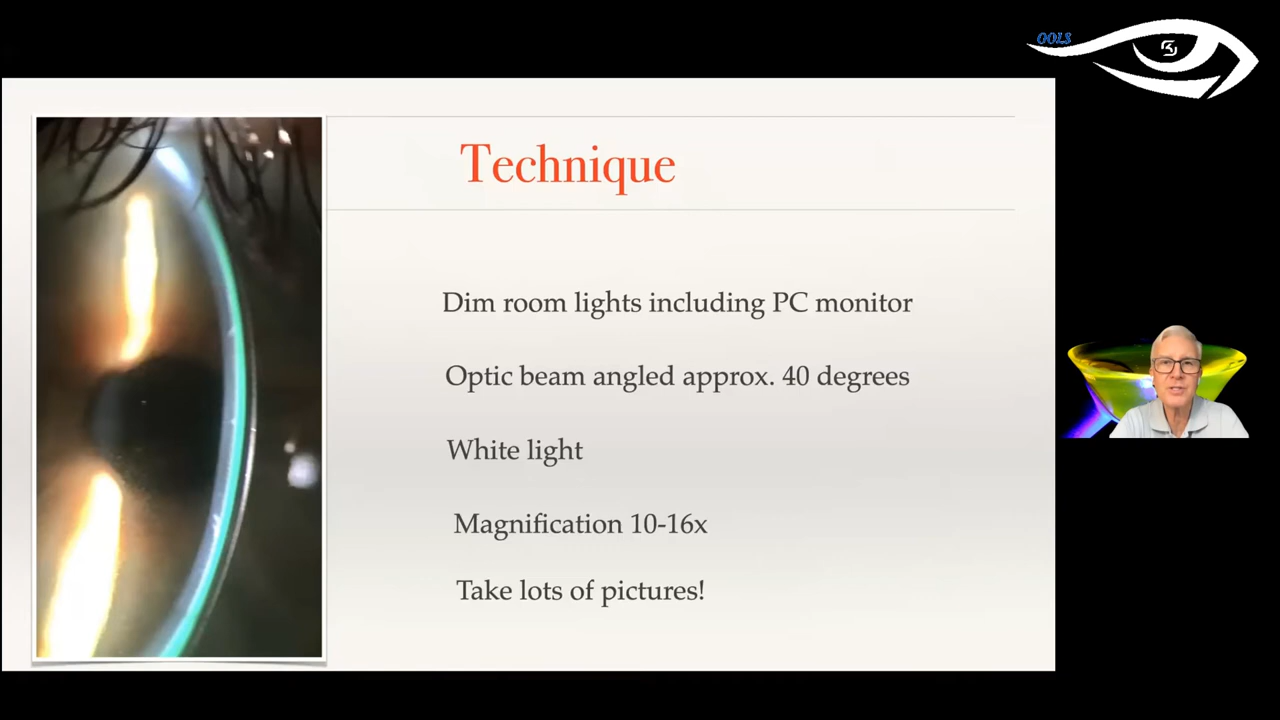 OOLS
Technique
Dim room lights including PC monitor
Optic beam angled approx. 40 degrees
White light
Magnification 10-16x
Take lots of pictures!